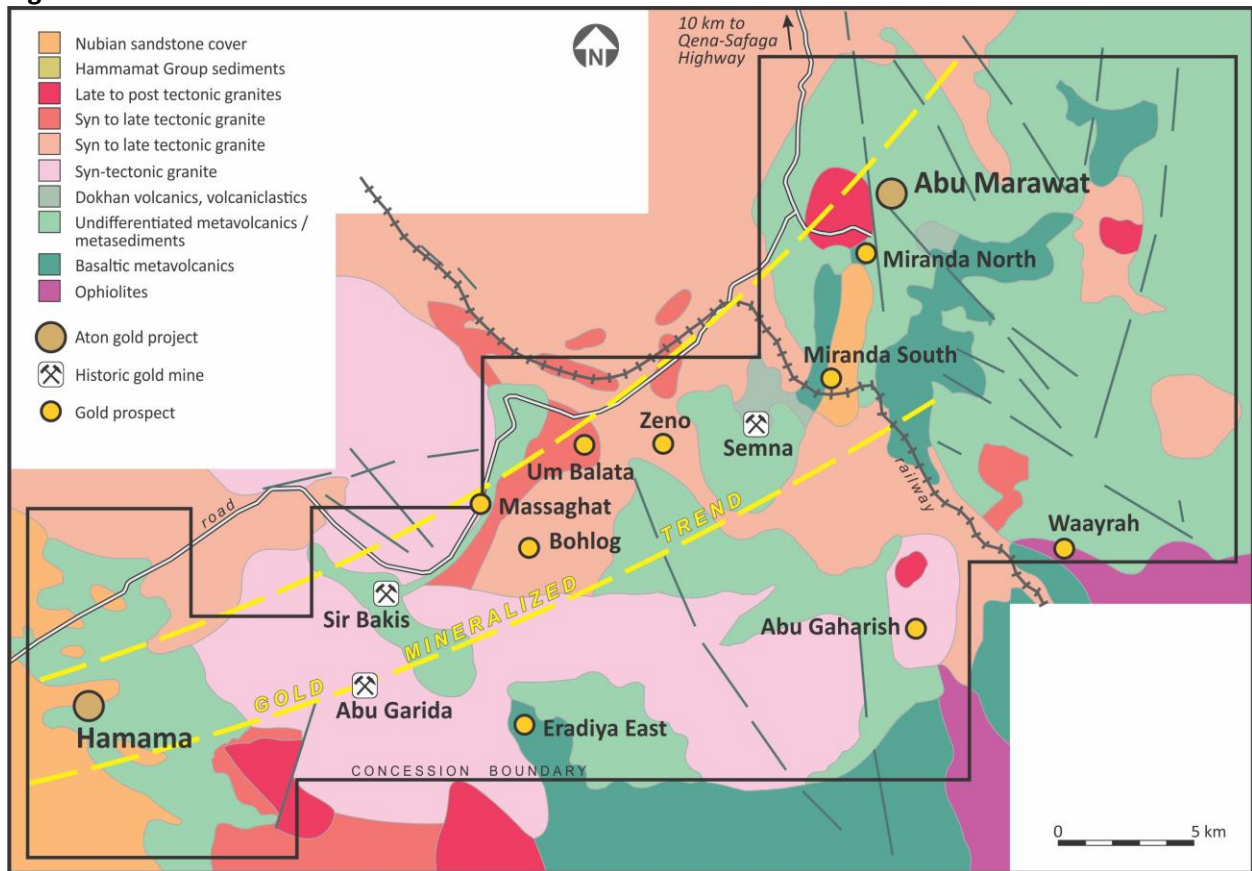 10 km to
Qena-Safaga
Highway
N
Nubian sandstone cover
Hammamat Group sediments
Late to post tectonic granites
Syn to late tectonic granite
Syn to late tectonic granite
Syn-tectonic granite
Dokhan volcanics, volcaniclastics
Undifferentiated metavolcanics /
metasediments
Basaltic metavolcanics
Ophiolites
Aton gold project
Historic gold mine
Gold prospect
Abu Marawat
Miranda North
Miranda South
Zeno
Semna
Um Balata
railway
road
Massaghat
Waayrah
Bohlog
Sir Bakis
Abu Gaharish
GOLD MINERALIZED TREND
Abu Garida
Hamama
Eradiya East
CONCESSION BOUNDARY
0 5 km